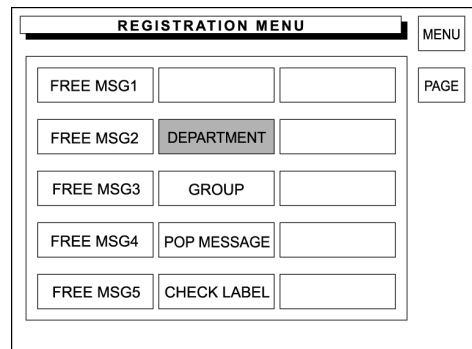 REGISTRATION MENU
MENU
PAGE
FREE MSG1
FREE MSG2 DEPARTMENT
FREE MSG3 GROUP
FREE MSG4 POP MESSAGE
FREE MSG5 CHECK LABEL